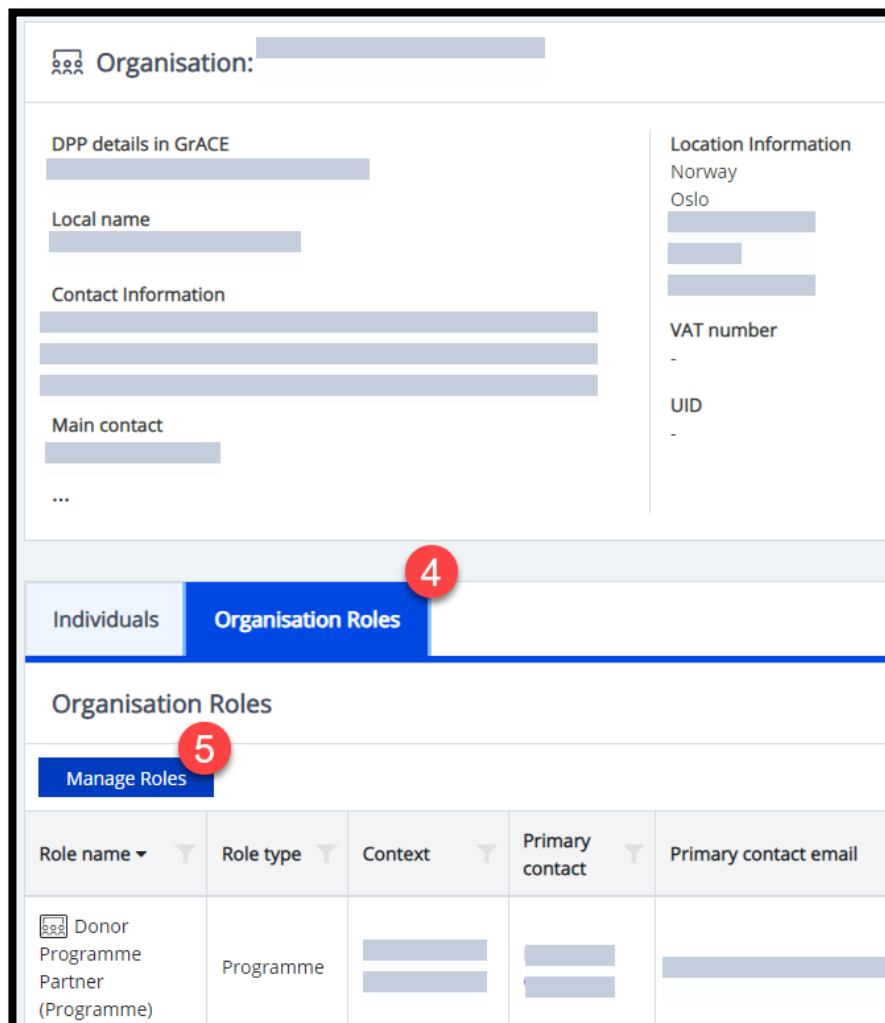 Organisation:
DPP details in GrACE
Local name
Contact Information
Main contact
...
Location Information
Norway
Oslo
VAT number
-
UID
-
4
Individuals
Organisation Roles
Organisation Roles
5
Manage Roles
Role name
Role type
Context
Primary
contact
Primary contact email
Donor
Programme
Partner
(Programme)
Programme